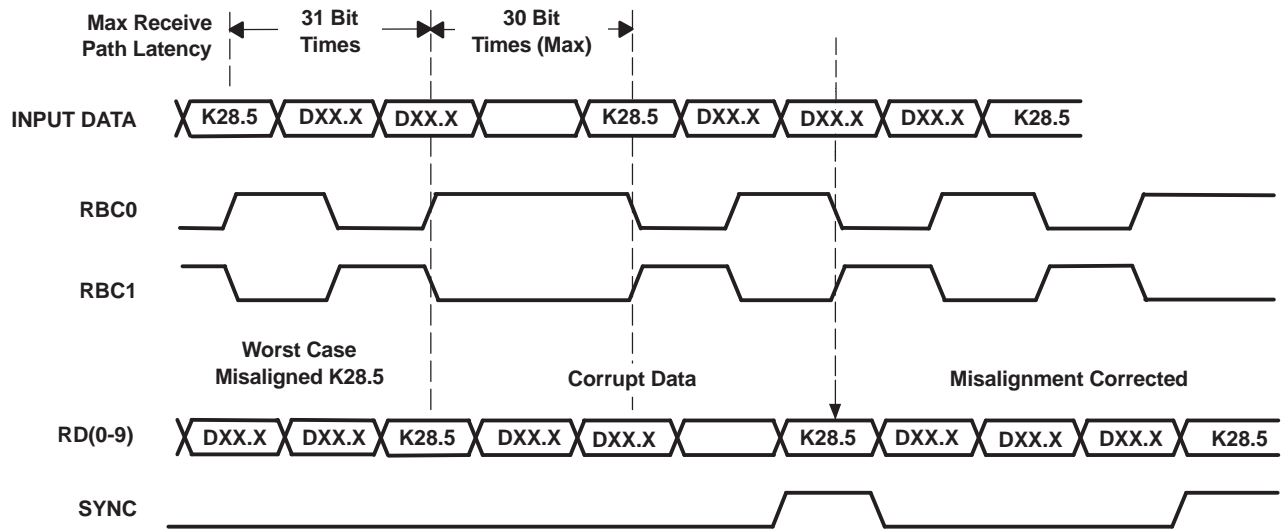 Max Receive
Path Latency
31 Bit
Times
30 Bit
Times (Max)
INPUT DATA
K28.5 DXX.X DXX.X K28.5 DXX.X DXX.X DXX.X K28.5
RBC0
RBC1
Worst Case
Misaligned K28.5
Corrupt Data
Misalignment Corrected
RD(0-9)
DXX.X DXX.X K28.5 DXX.X DXX.X K28.5 DXX.X DXX.X DXX.X K28.5
SYNC